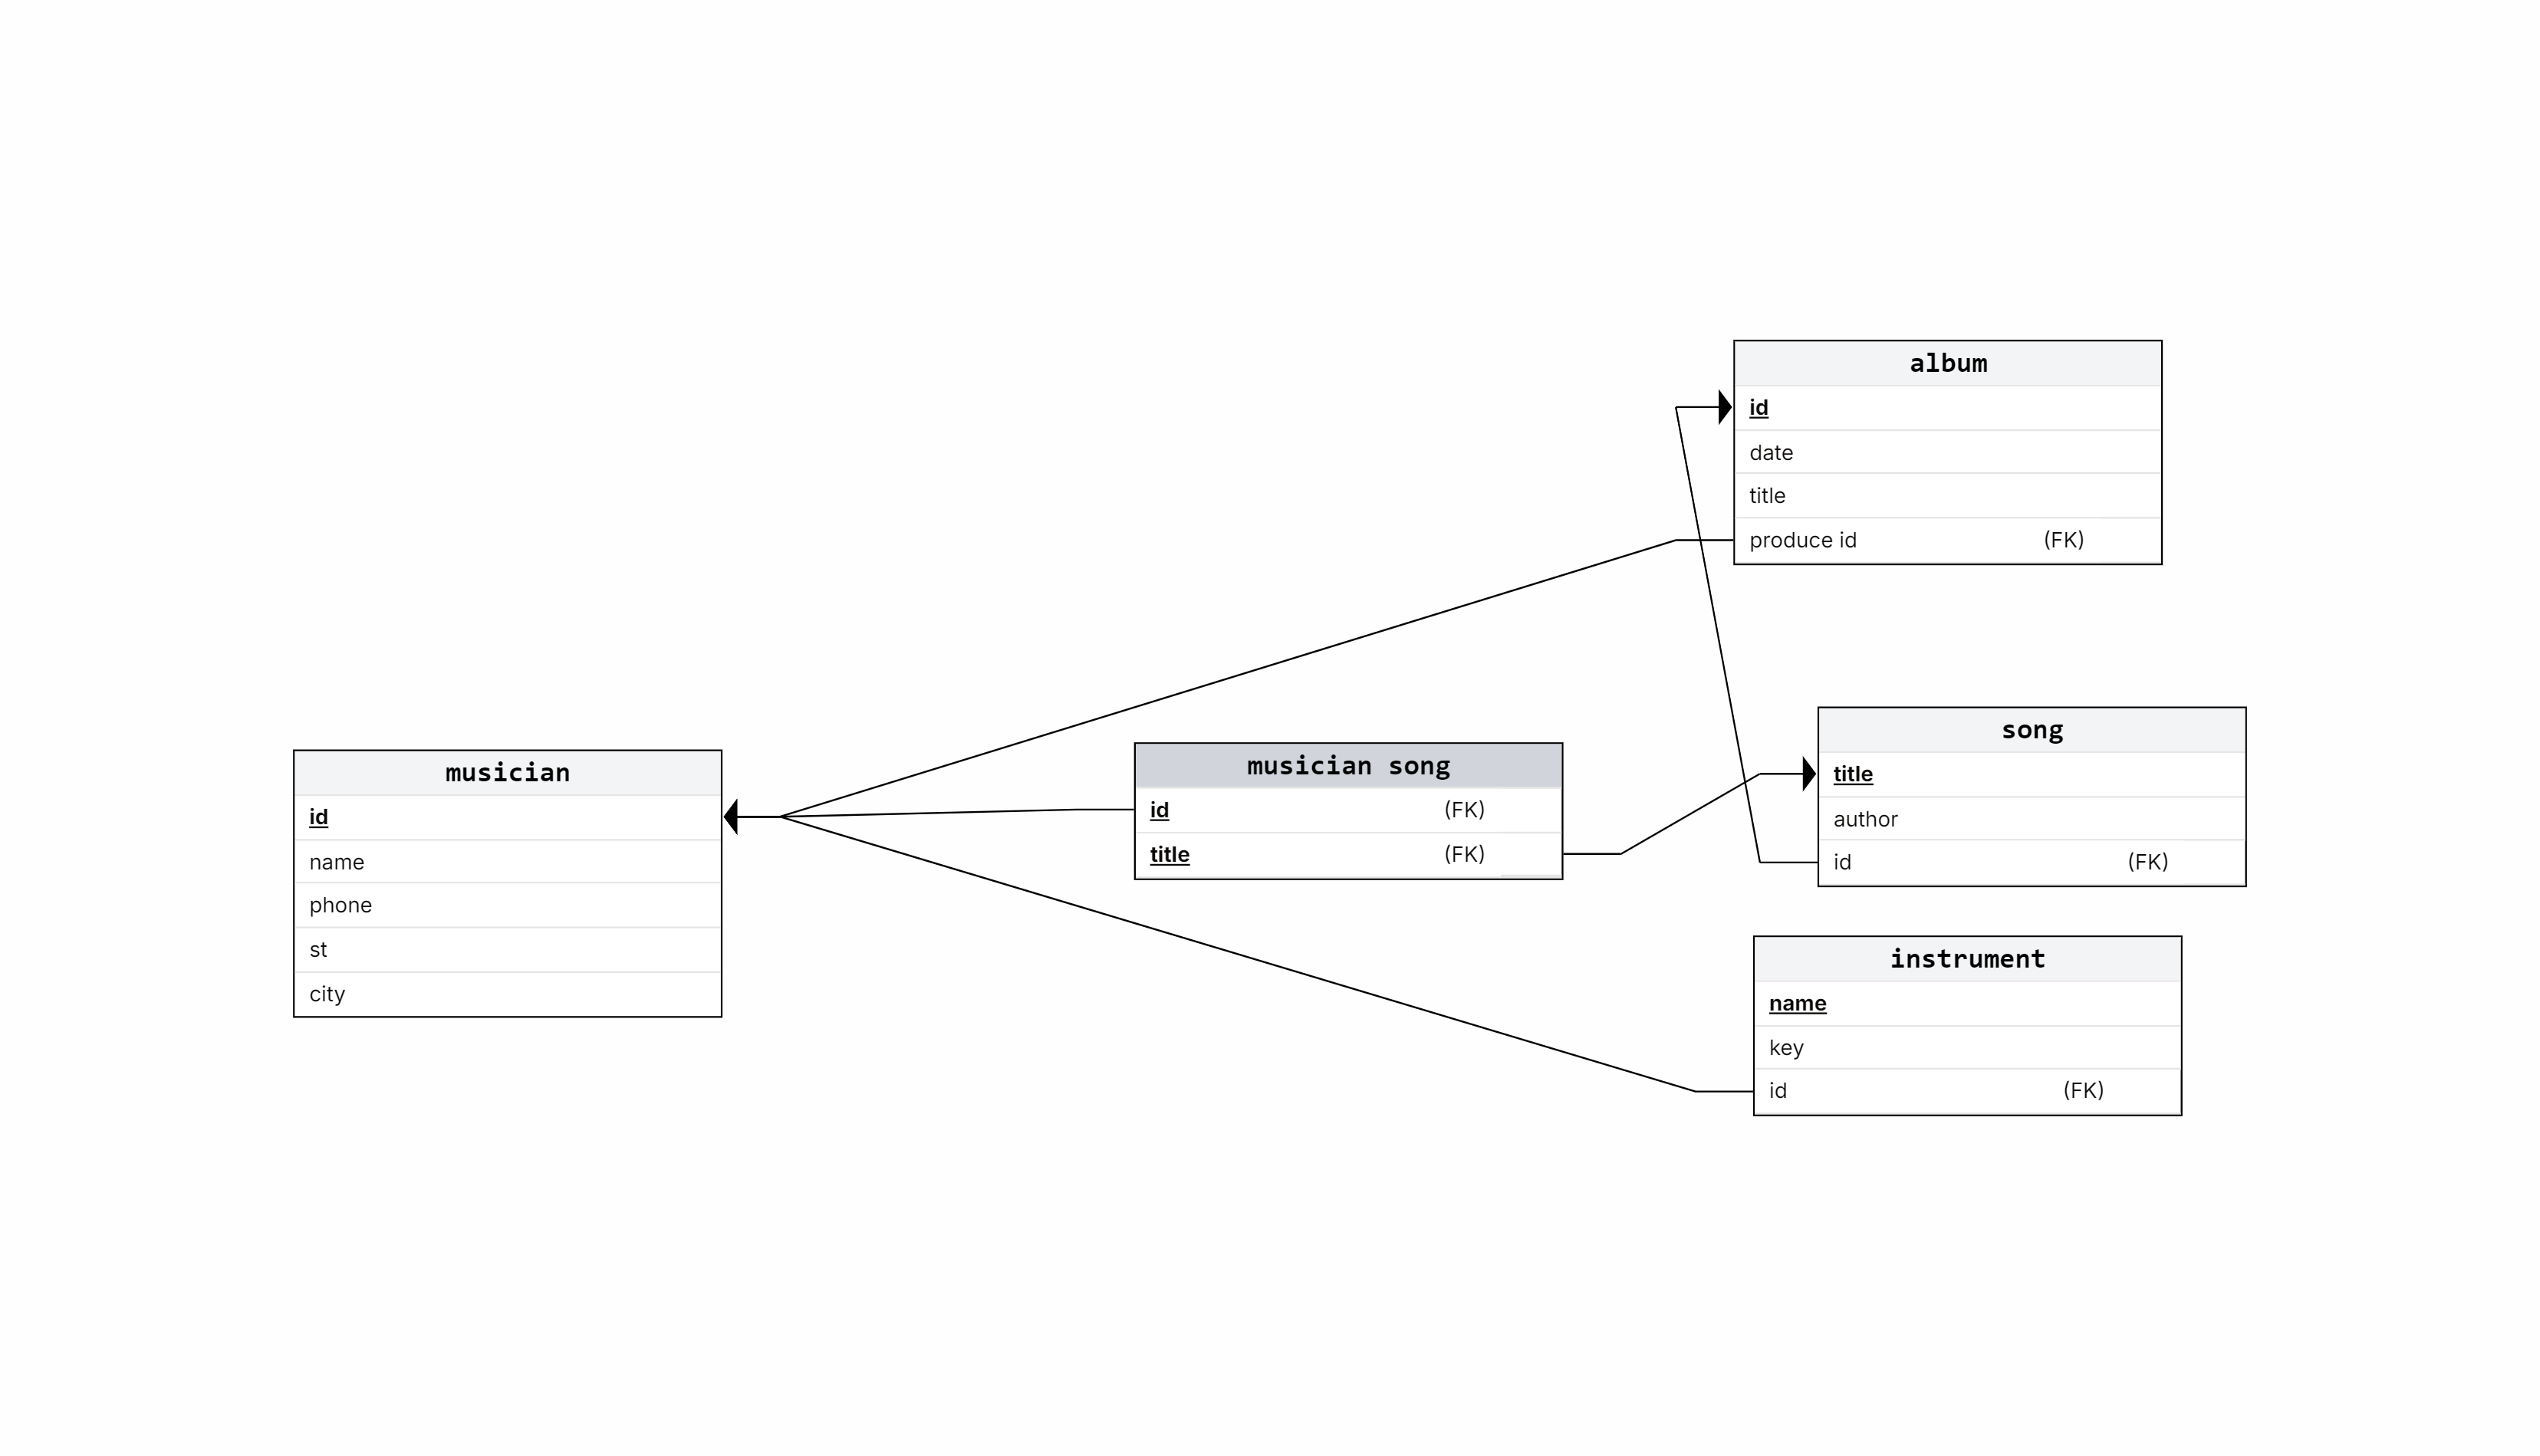 album
id
date
title
produce id (FK)
musician
id
name
phone
st
city
musician song
id (FK)
title (FK)
song
title
author
id (FK)
instrument
name
key
id (FK)